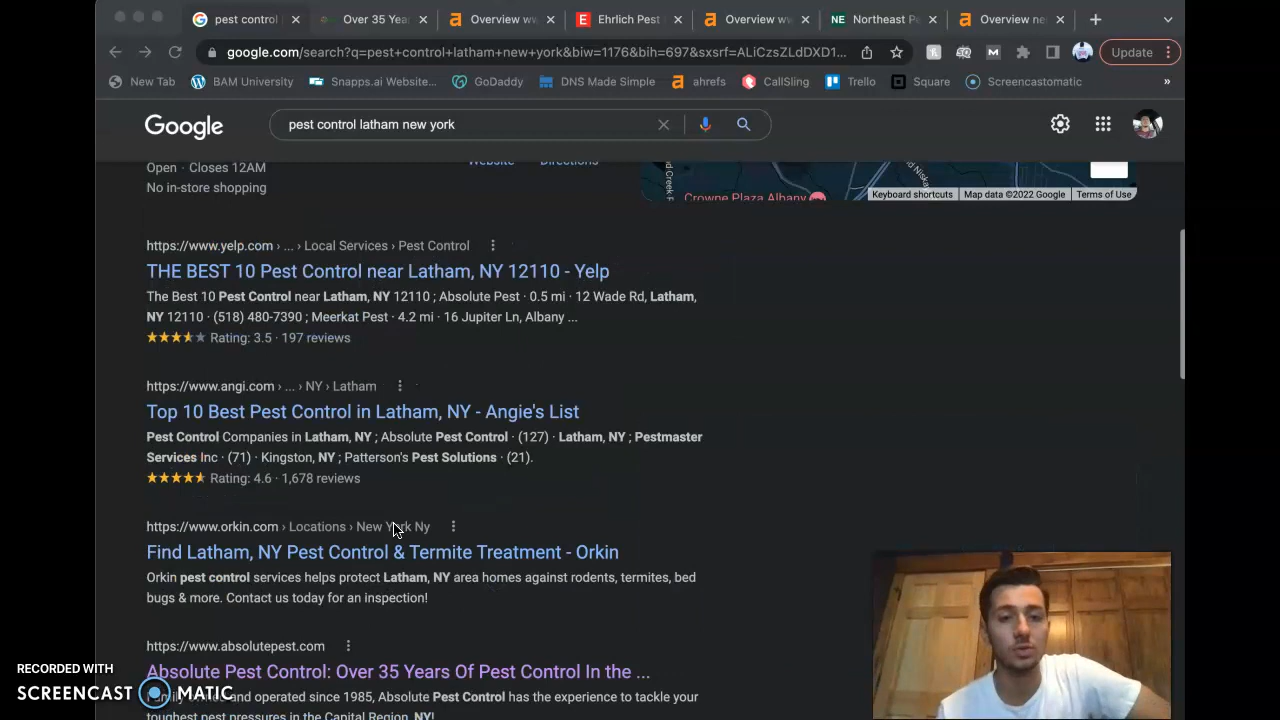 pest control
Over 35 Yea
Overview ww
Ehrlich Pest
Overview ww
Northeast Pe
Overview ne
google.com/search?q=pest+control+latham+new+york&biw=1176&bih=697&sxsrf=ALiCzsZLdDXD1...
Update
New Tab
BAM University
Snapps.ai Website...
GoDaddy
DNS Made Simple
ahrefs
CallSling
Trello
Square
Screencastomatic
»
Google
pest control latham new york
Open · Closes 12AM
Website
Directions
No in-store shopping
Crowne Plaza Albany
Keyboard shortcuts
Map data ©2022 Google
Terms of Use
https://www.yelp.com › ... › Local Services › Pest Control
THE BEST 10 Pest Control near Latham, NY 12110 - Yelp
The Best 10 Pest Control near Latham, NY 12110 ; Absolute Pest · 0.5 mi · 12 Wade Rd, Latham,
NY 12110 · (518) 480-7390 ; Meerkat Pest · 4.2 mi · 16 Jupiter Ln, Albany ...
Rating: 3.5 · 197 reviews
https://www.angi.com › ... › NY › Latham
Top 10 Best Pest Control in Latham, NY - Angie's List
Pest Control Companies in Latham, NY ; Absolute Pest Control · (127) · Latham, NY ; Pestmaster
Services Inc · (71) · Kingston, NY ; Patterson's Pest Solutions · (21).
Rating: 4.6 · 1,678 reviews
https://www.orkin.com › Locations › New York Ny
Find Latham, NY Pest Control & Termite Treatment - Orkin
Orkin pest control services helps protect Latham, NY area homes against rodents, termites, bed
bugs & more. Contact us today for an inspection!
https://www.absolutepest.com
Absolute Pest Control: Over 35 Years Of Pest Control In the ...
and operated since 1985, Absolute Pest Control has the experience to tackle your
toughest pest pressures in the Capital Region, NY!
RECORDED WITH
SCREENCAST MATIC